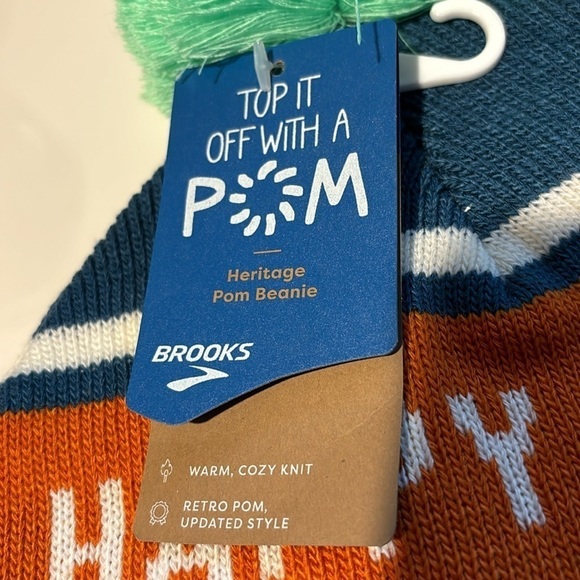 TOP IT
OFF WITH A
POM
Heritage
Pom Beanie
BROOKS
WARM, COZY KNIT
RETRO POM,
UPDATED STYLE